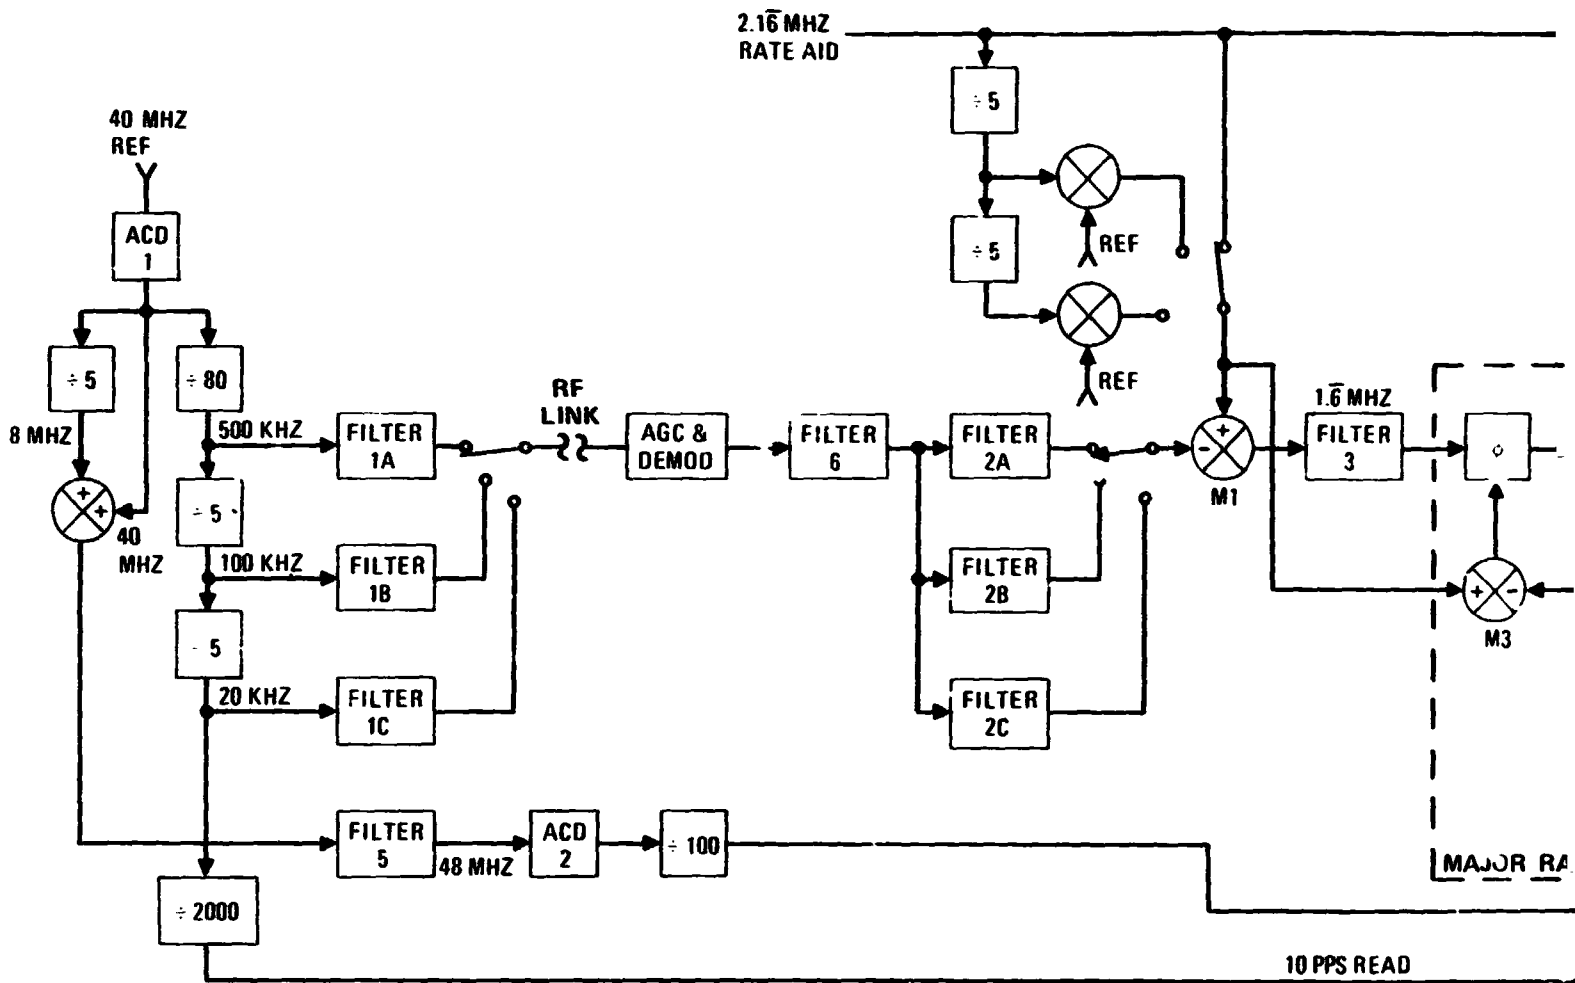 2.16̅ MHZ
RATE AID
÷ 5
40 MHZ
REF
ACD
1
÷ 5
REF
÷ 5
÷ 80
REF
8 MHZ
500 KHZ
FILTER
1A
RF
LINK
AGC &
DEMOD
FILTER
6
FILTER
2A
+
-
M1
1.6̅ MHZ
FILTER
3
φ
+
+
40
MHZ
÷ 5
100 KHZ
FILTER
1B
FILTER
2B
+
-
M3
÷ 5
20 KHZ
FILTER
1C
FILTER
2C
FILTER
5
48 MHZ
ACD
2
÷ 100
MAJOR RA
÷ 2000
10 PPS READ